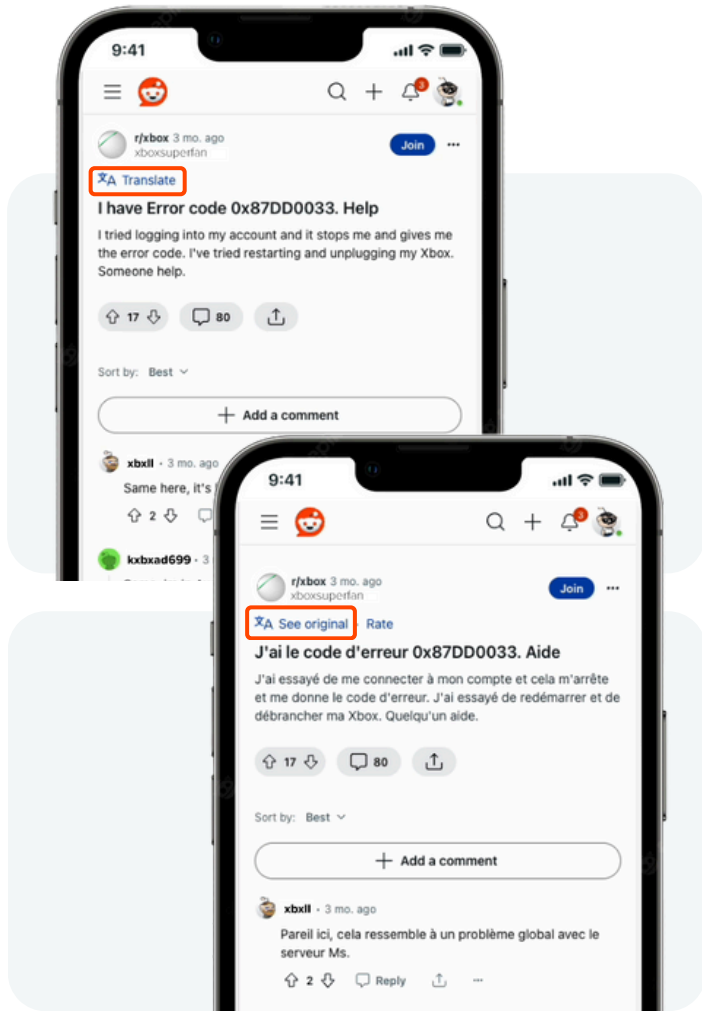 9:41
3
r/xbox 3 mo. ago
xboxsuperfan
Join
Translate
I have Error code 0x87DD0033. Help
I tried logging into my account and it stops me and gives me
the error code. I've tried restarting and unplugging my Xbox.
Someone help.
17
80
Sort by: Best
Add a comment
xbxll · 3 mo. ago
Same here, it's
2
kxbxad699 · 3
9:41
3
r/xbox 3 mo. ago
xboxsuperfan
Join
See original · Rate
J'ai le code d'erreur 0x87DD0033. Aide
J'ai essayé de me connecter à mon compte et cela m'arrête
et me donne le code d'erreur. J'ai essayé de redémarrer et de
débrancher ma Xbox. Quelqu'un aide.
17
80
Sort by: Best
Add a comment
xbxll · 3 mo. ago
Pareil ici, cela ressemble à un problème global avec le
serveur Ms.
2 Reply